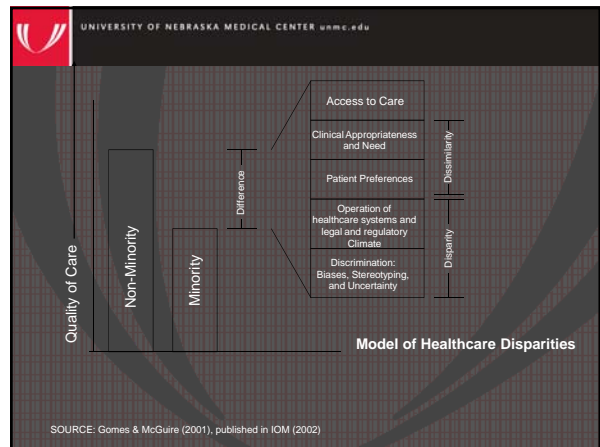 UNIVERSITY OF NEBRASKA MEDICAL CENTER unmc.edu
Quality of Care
Non-Minority
Minority
Difference
Access to Care
Clinical Appropriateness
and Need
Patient Preferences
Operation of
healthcare systems and
legal and regulatory
Climate
Discrimination:
Biases, Stereotyping,
and Uncertainty
Dissimilarity
Disparity
Model of Healthcare Disparities
SOURCE: Gomes & McGuire (2001), published in IOM (2002)